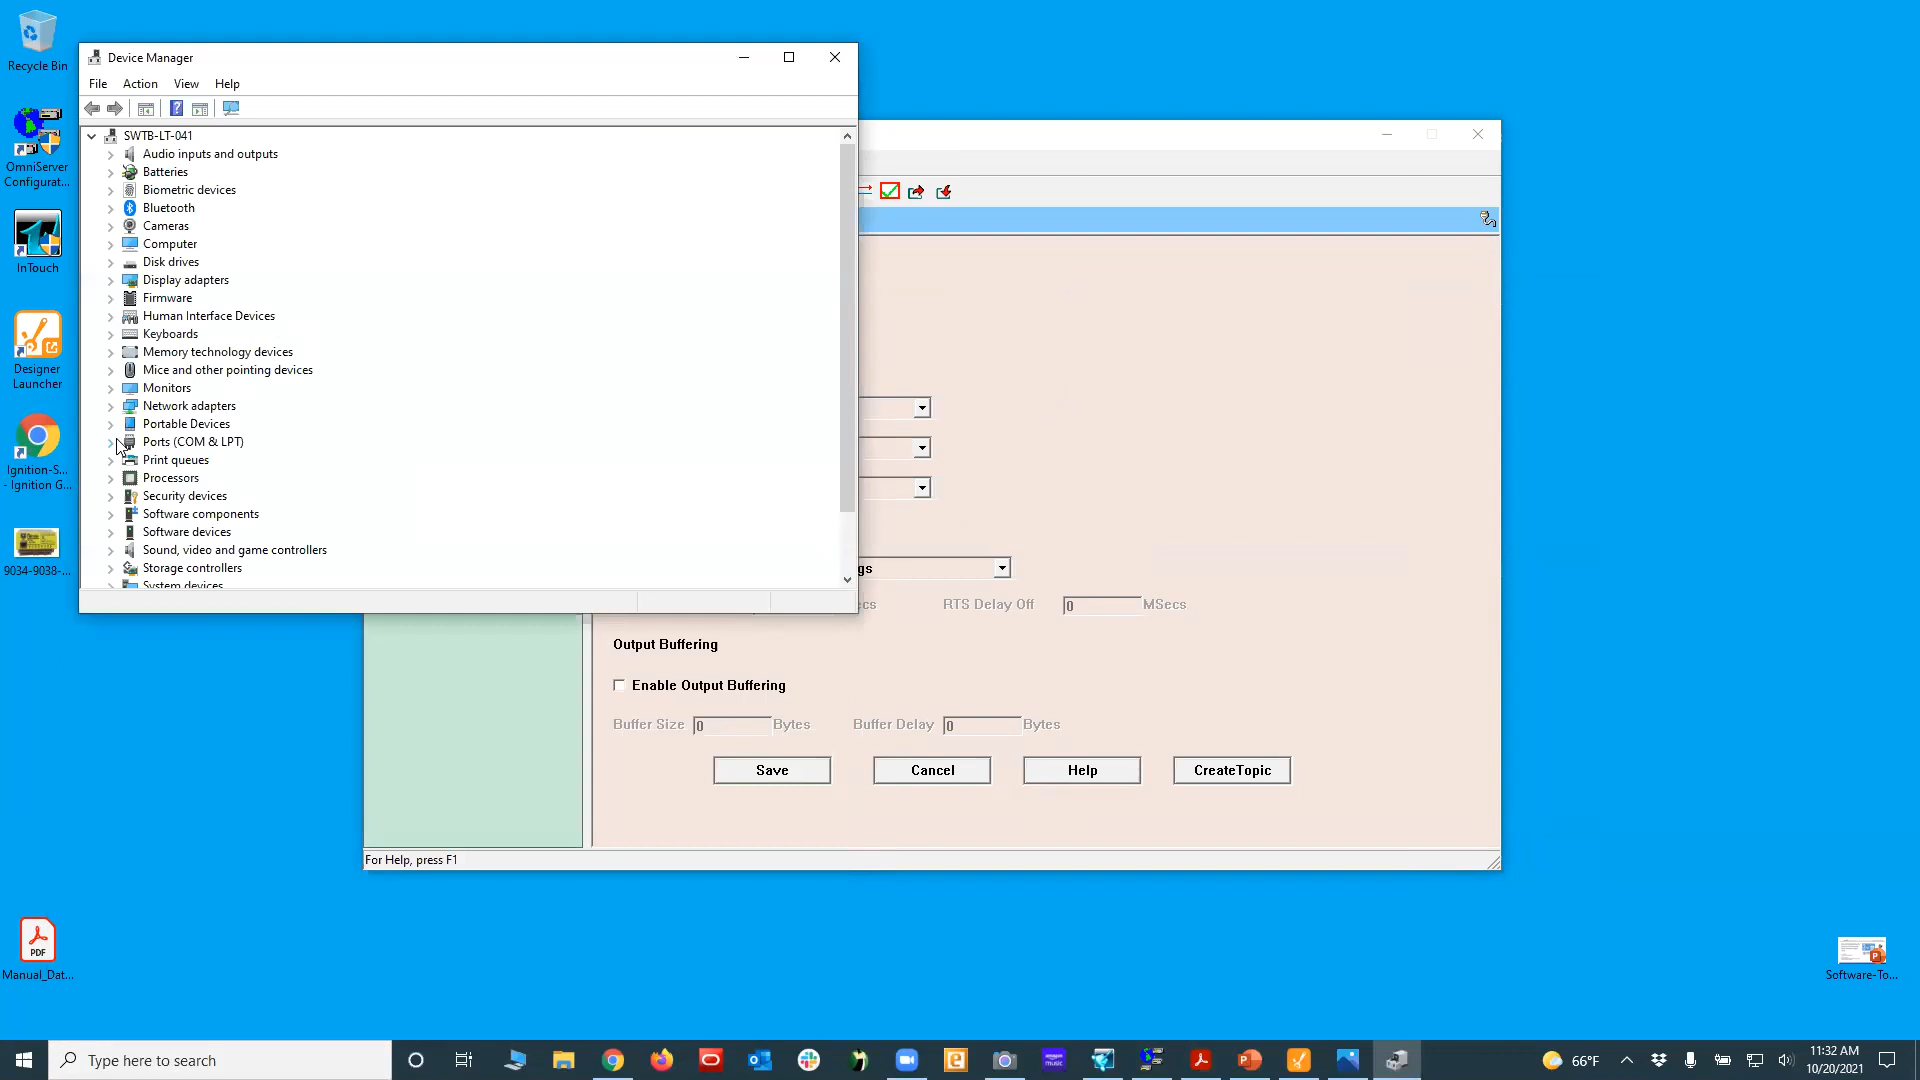 Recycle Bin
OmniServer
Configurat...
InTouch
Designer
Launcher
Ignition-S...
- Ignition G...
9034-9038-...
Manual_Dat...
Device Manager
File Action View Help
SWTB-LT-041
Audio inputs and outputs
Batteries
Biometric devices
Bluetooth
Cameras
Computer
Disk drives
Display adapters
Firmware
Human Interface Devices
Keyboards
Memory technology devices
Mice and other pointing devices
Monitors
Network adapters
Portable Devices
Ports (COM & LPT)
Print queues
Processors
Security devices
Software components
Software devices
Sound, video and game controllers
Storage controllers
System devices
gs
ecs RTS Delay Off 0 MSecs
Output Buffering
Enable Output Buffering
Buffer Size 0 Bytes Buffer Delay 0 Bytes
Save Cancel Help CreateTopic
For Help, press F1
Software-To...
Type here to search
66°F
11:32 AM
10/20/2021
PDF